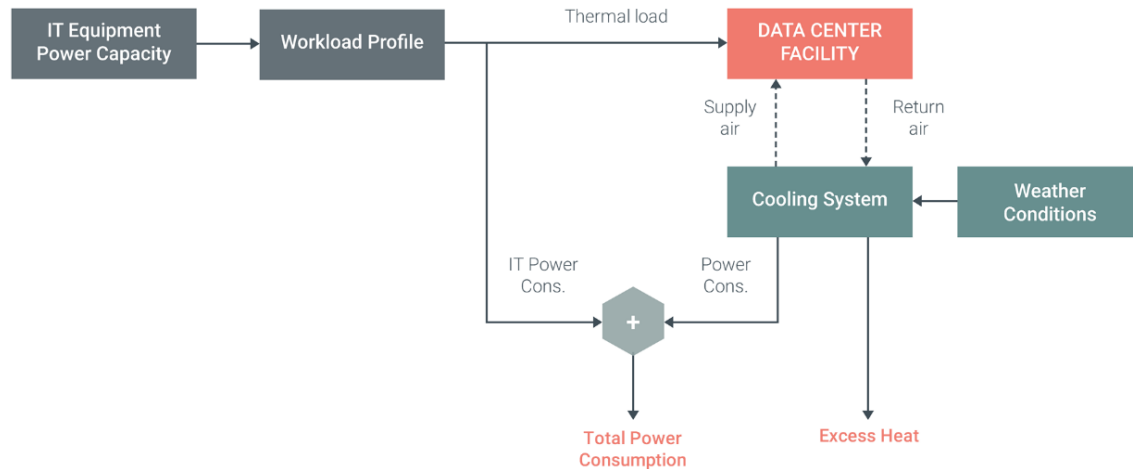 IT Equipment
Power Capacity
Workload Profile
Thermal load
DATA CENTER
FACILITY
Supply
air
Return
air
Cooling System
Weather
Conditions
IT Power
Cons.
Power
Cons.
+
Total Power
Consumption
Excess Heat